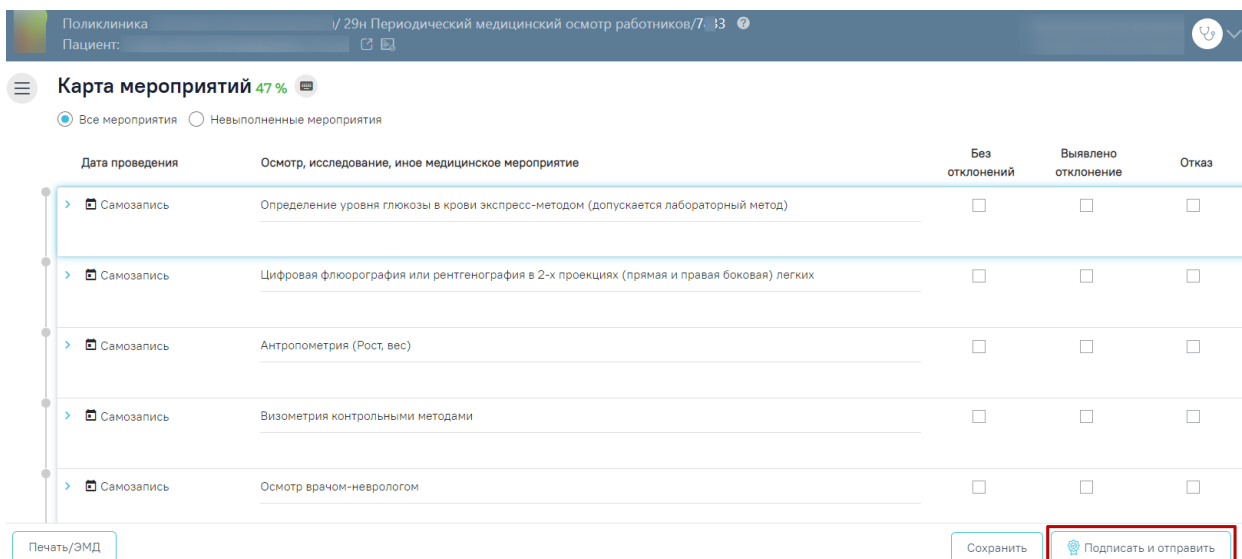 Поликлиника / 29н Периодический медицинский осмотр работников/
Пациент:
Карта мероприятий 47 %
Все мероприятия Невыполненные мероприятия
Дата проведения Осмотр, исследование, иное медицинское мероприятие Без отклонений Выявлено отклонение Отказ
Самозапись Определение уровня глюкозы в крови экспресс-методом (допускается лабораторный метод)
Самозапись Цифровая флюорография или рентгенография в 2-х проекциях (прямая и правая боковая) легких
Самозапись Антропометрия (Рост, вес)
Самозапись Визометрия контрольными методами
Самозапись Осмотр врачом-неврологом
Печать/ЭМД Сохранить Подписать и отправить